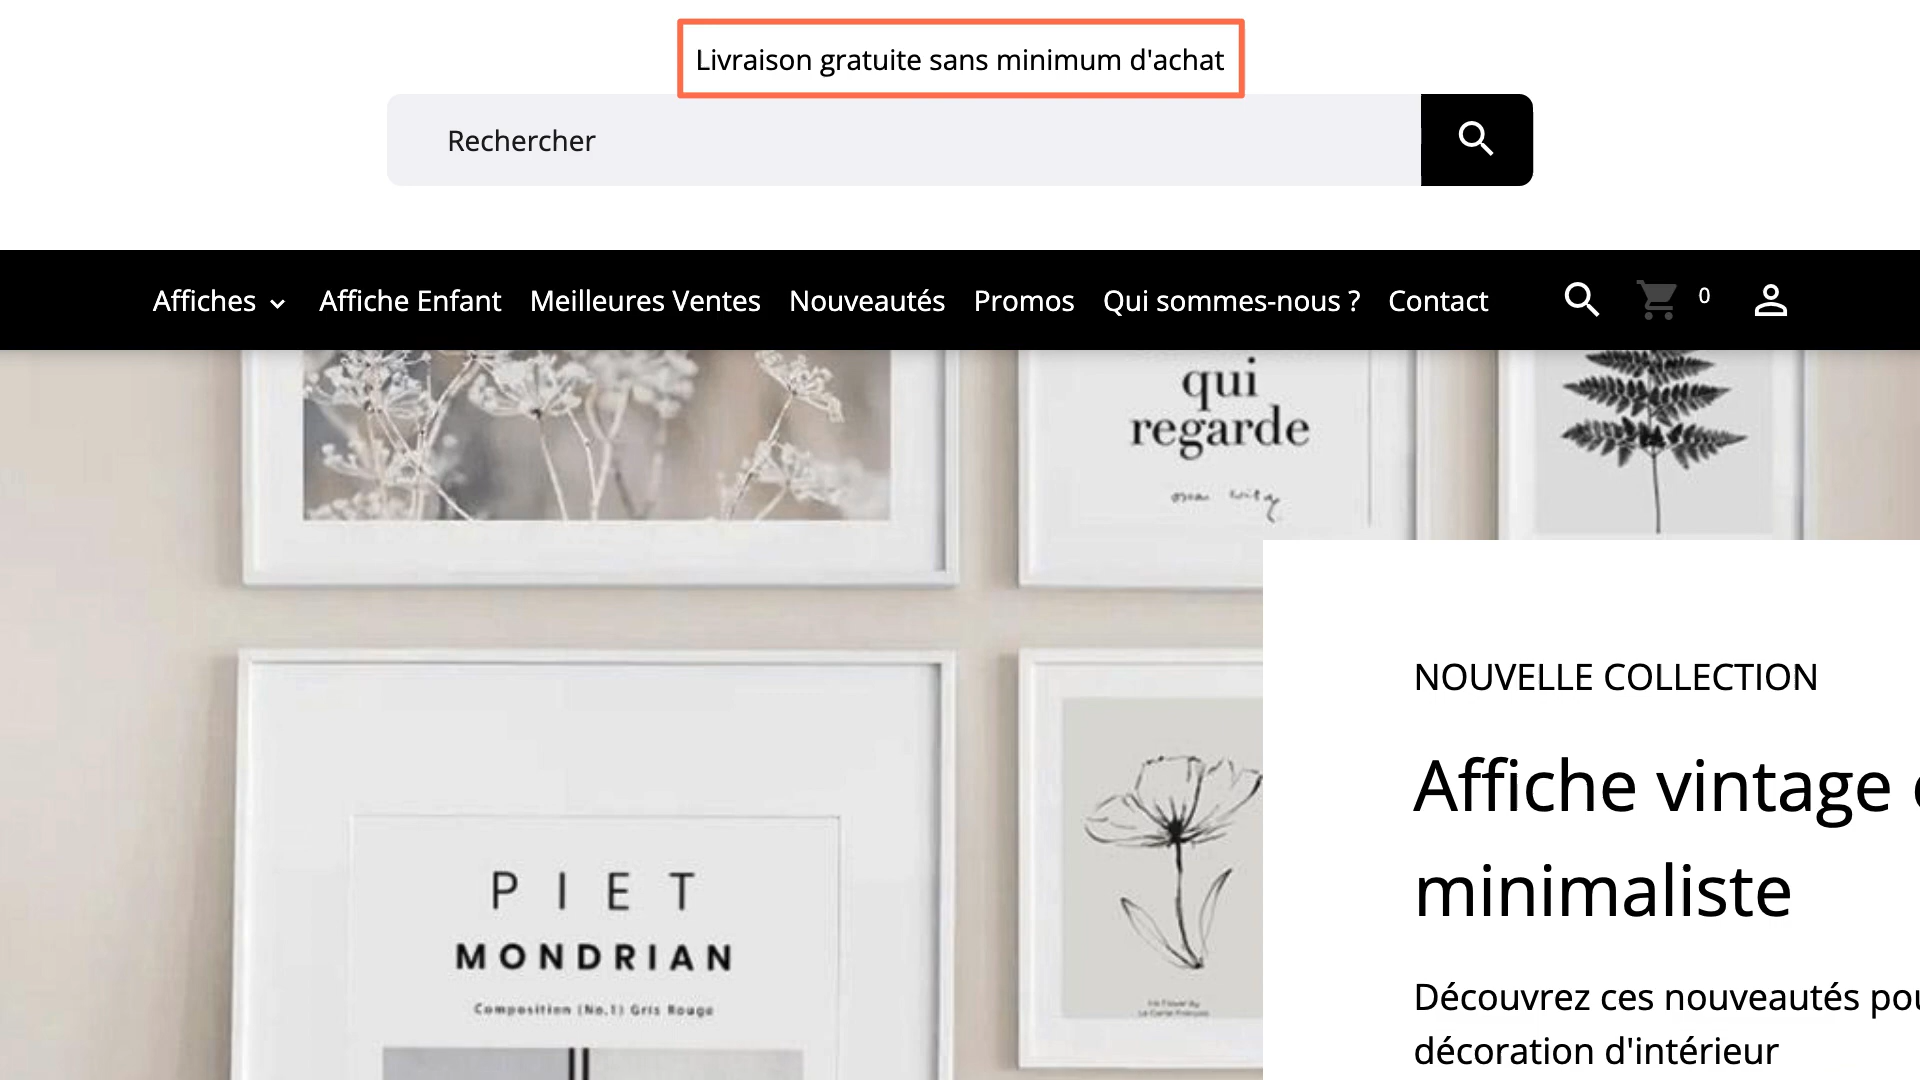 Livraison gratuite sans minimum d'achat
Rechercher
Affiches Affiche Enfant Meilleures Ventes Nouveautés Promos Qui sommes-nous ? Contact 0
qui
regarde
NOUVELLE COLLECTION
Affiche vintage
minimaliste
Découvrez ces nouveautés
décoration d'intérieur
PIET
MONDRIAN
Composition (No.1) Gris Rouge